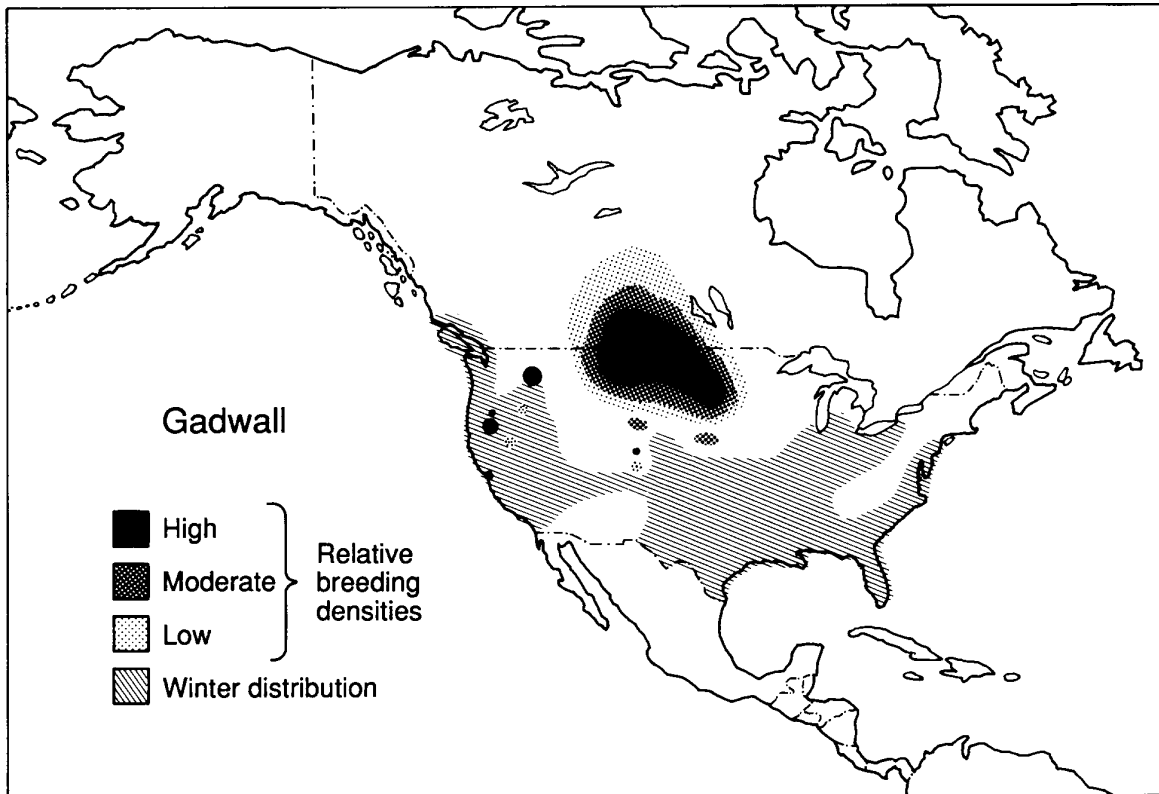 Gadwall
High
Moderate
Low
Relative
breeding
densities
Winter distribution